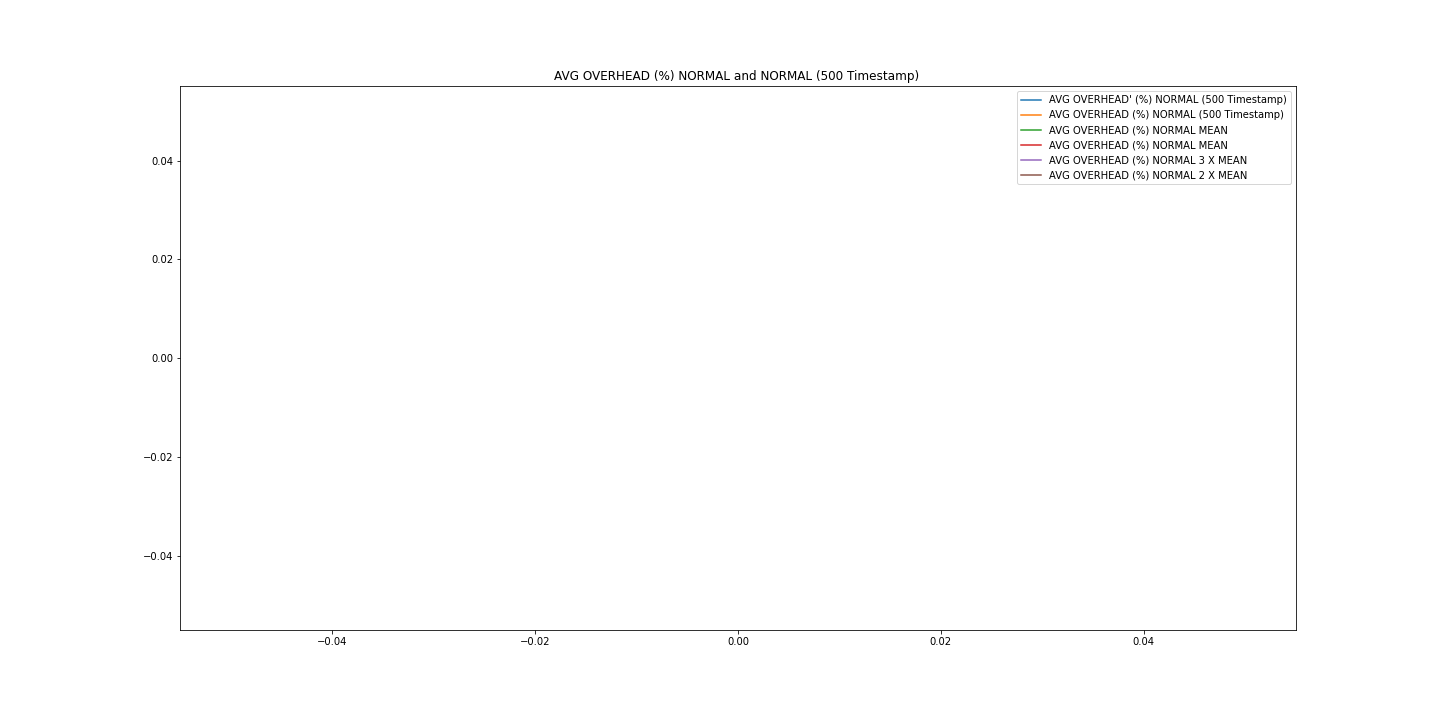 AVG OVERHEAD (%) NORMAL and NORMAL (500 Timestamp)
AVG OVERHEAD' (%) NORMAL (500 Timestamp)
AVG OVERHEAD (%) NORMAL (500 Timestamp)
AVG OVERHEAD (%) NORMAL MEAN
AVG OVERHEAD (%) NORMAL MEAN
AVG OVERHEAD (%) NORMAL 3 X MEAN
AVG OVERHEAD (%) NORMAL 2 X MEAN
0.04
0.02
0.00
−0.02
−0.04
−0.04 −0.02 0.00 0.02 0.04